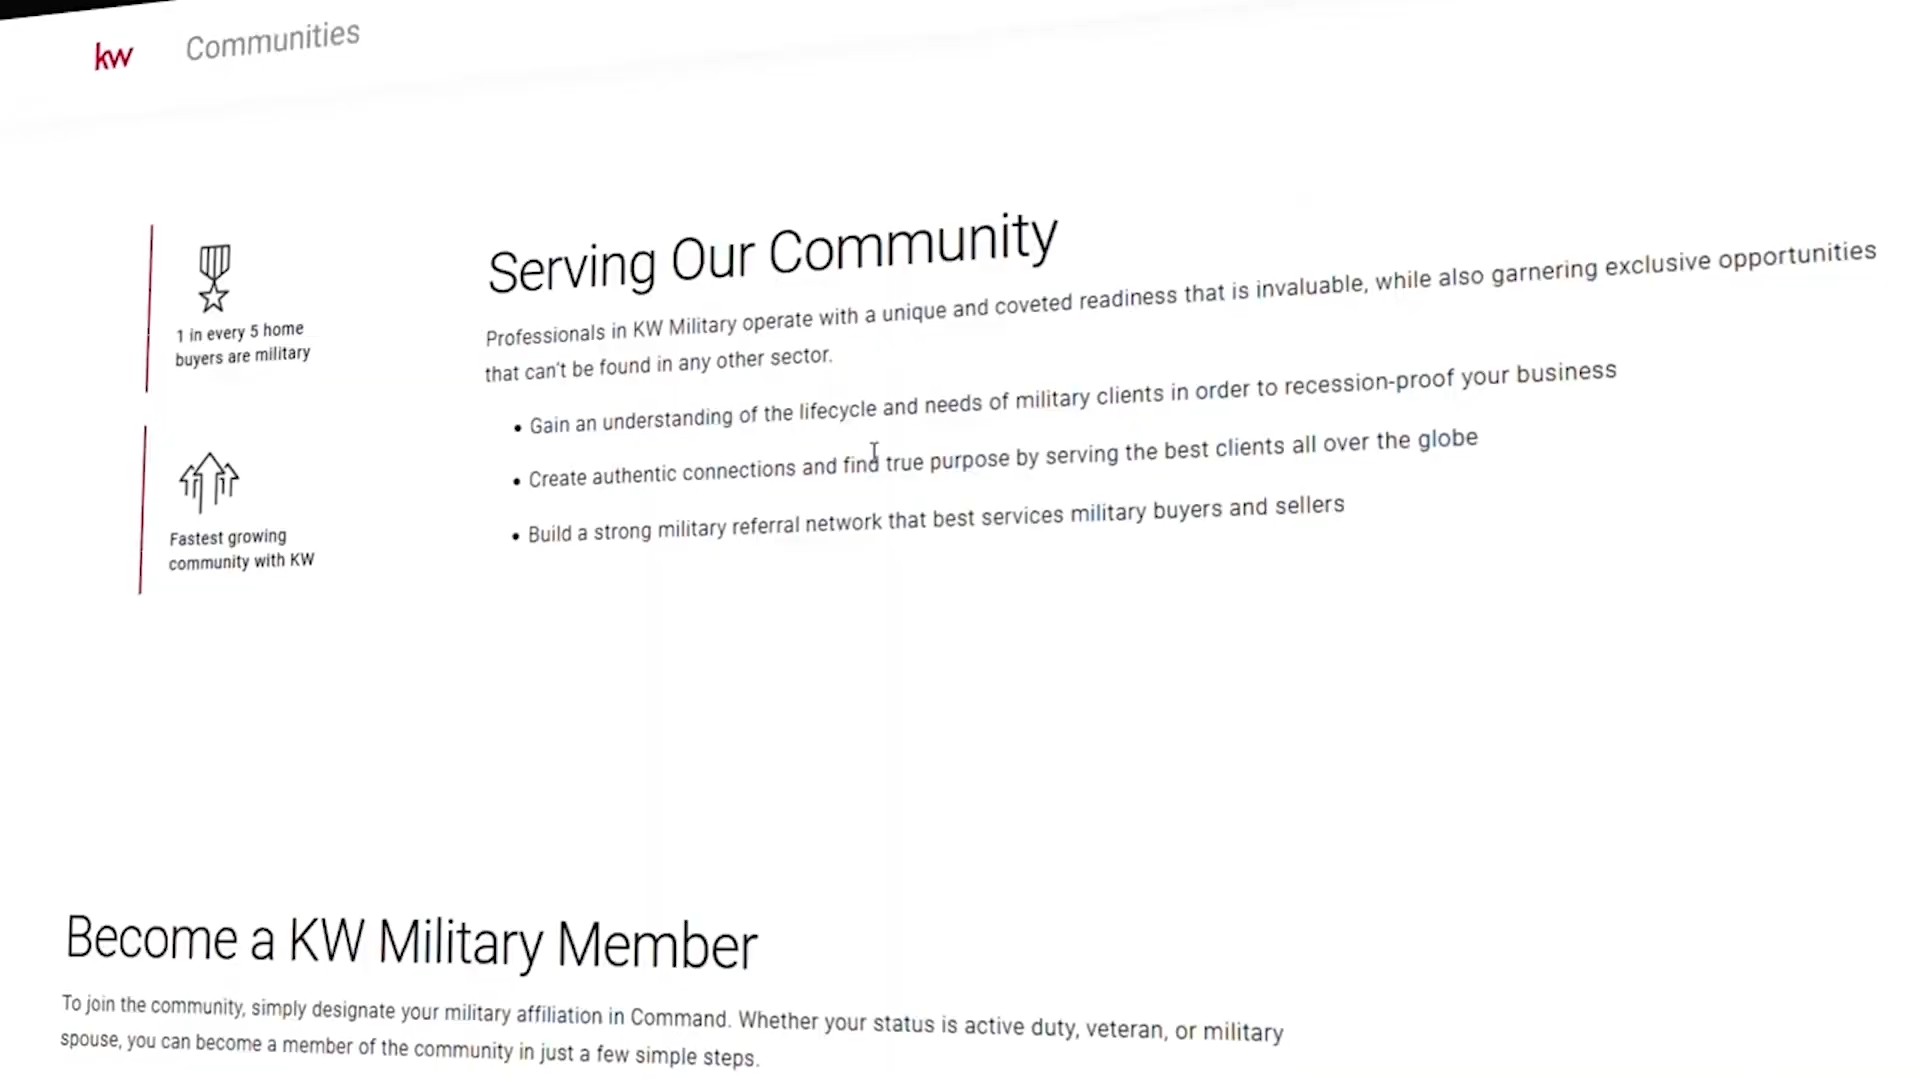 kw Communities
1 in every 5 home
buyers are military
Fastest growing
community with KW
Serving Our Community
Professionals in KW Military operate with a unique and coveted readiness that is invaluable, while also garnering exclusive opportunities
that can't be found in any other sector.
• Gain an understanding of the lifecycle and needs of military clients in order to recession-proof your business
• Create authentic connections and find true purpose by serving the best clients all over the globe
• Build a strong military referral network that best services military buyers and sellers
Become a KW Military Member
To join the community, simply designate your military affiliation in Command. Whether your status is active duty, veteran, or military
spouse, you can become a member of the community in just a few simple steps.